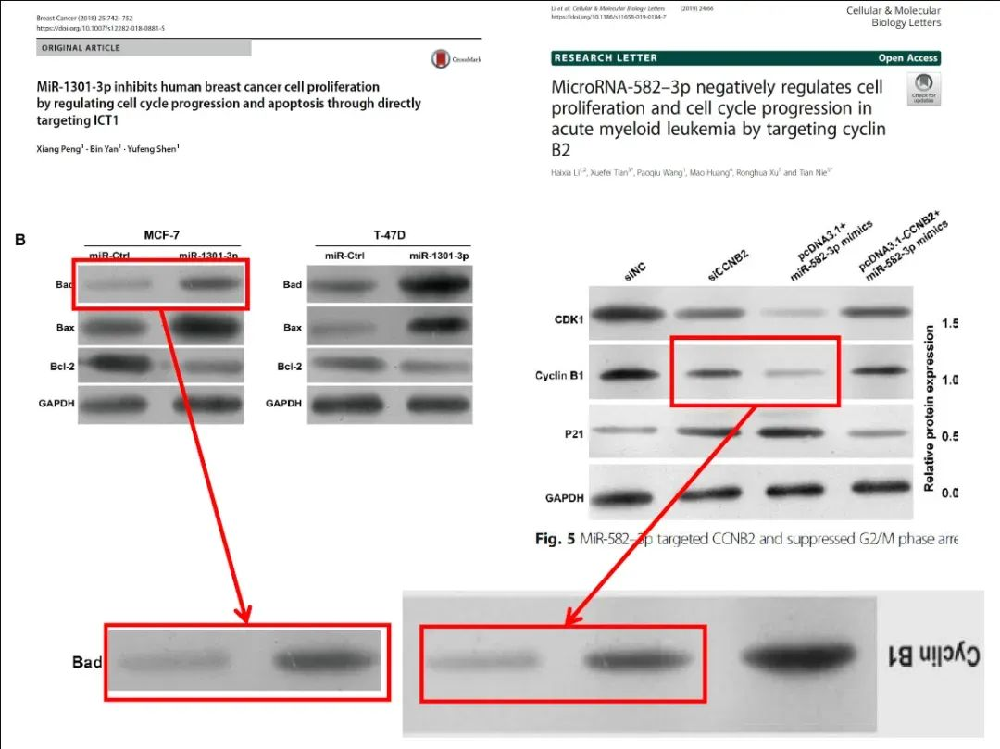 Breast Cancer (2018) 25:742–752
https://doi.org/10.1007/s12282-018-0881-5
ORIGINAL ARTICLE
CrossMark
MiR-1301-3p inhibits human breast cancer cell proliferation
by regulating cell cycle progression and apoptosis through directly
targeting ICT1
Xiang Peng1 · Bin Yan1 · Yufeng Shen1
Li et al. Cellular & Molecular Biology Letters (2019) 24:66
https://doi.org/10.1186/s11658-019-0184-7
Cellular & Molecular
Biology Letters
RESEARCH LETTER Open Access
Check for
updates
MicroRNA-582–3p negatively regulates cell
proliferation and cell cycle progression in
acute myeloid leukemia by targeting cyclin
B2
Haixia Li1,2, Xuefei Tian3*, Paoqiu Wang1, Mao Huang4, Ronghua Xu5 and Tian Nie5*
B
MCF-7
miR-Ctrl miR-1301-3p
Bad
Bax
Bcl-2
GAPDH
T-47D
miR-Ctrl miR-1301-3p
Bad
Bax
Bcl-2
GAPDH
siNC
siCCNB2
pcDNA3.1+
miR-582-3p mimics
pcDNA3.1-CCNB2+
miR-582-3p mimics
CDK1
Cyclin B1
P21
GAPDH
Relative protein expression
1.5
1.0
0.5
0.0
Fig. 5 MiR-582–3p targeted CCNB2 and suppressed G2/M phase arre
Bad
Cyclin B1